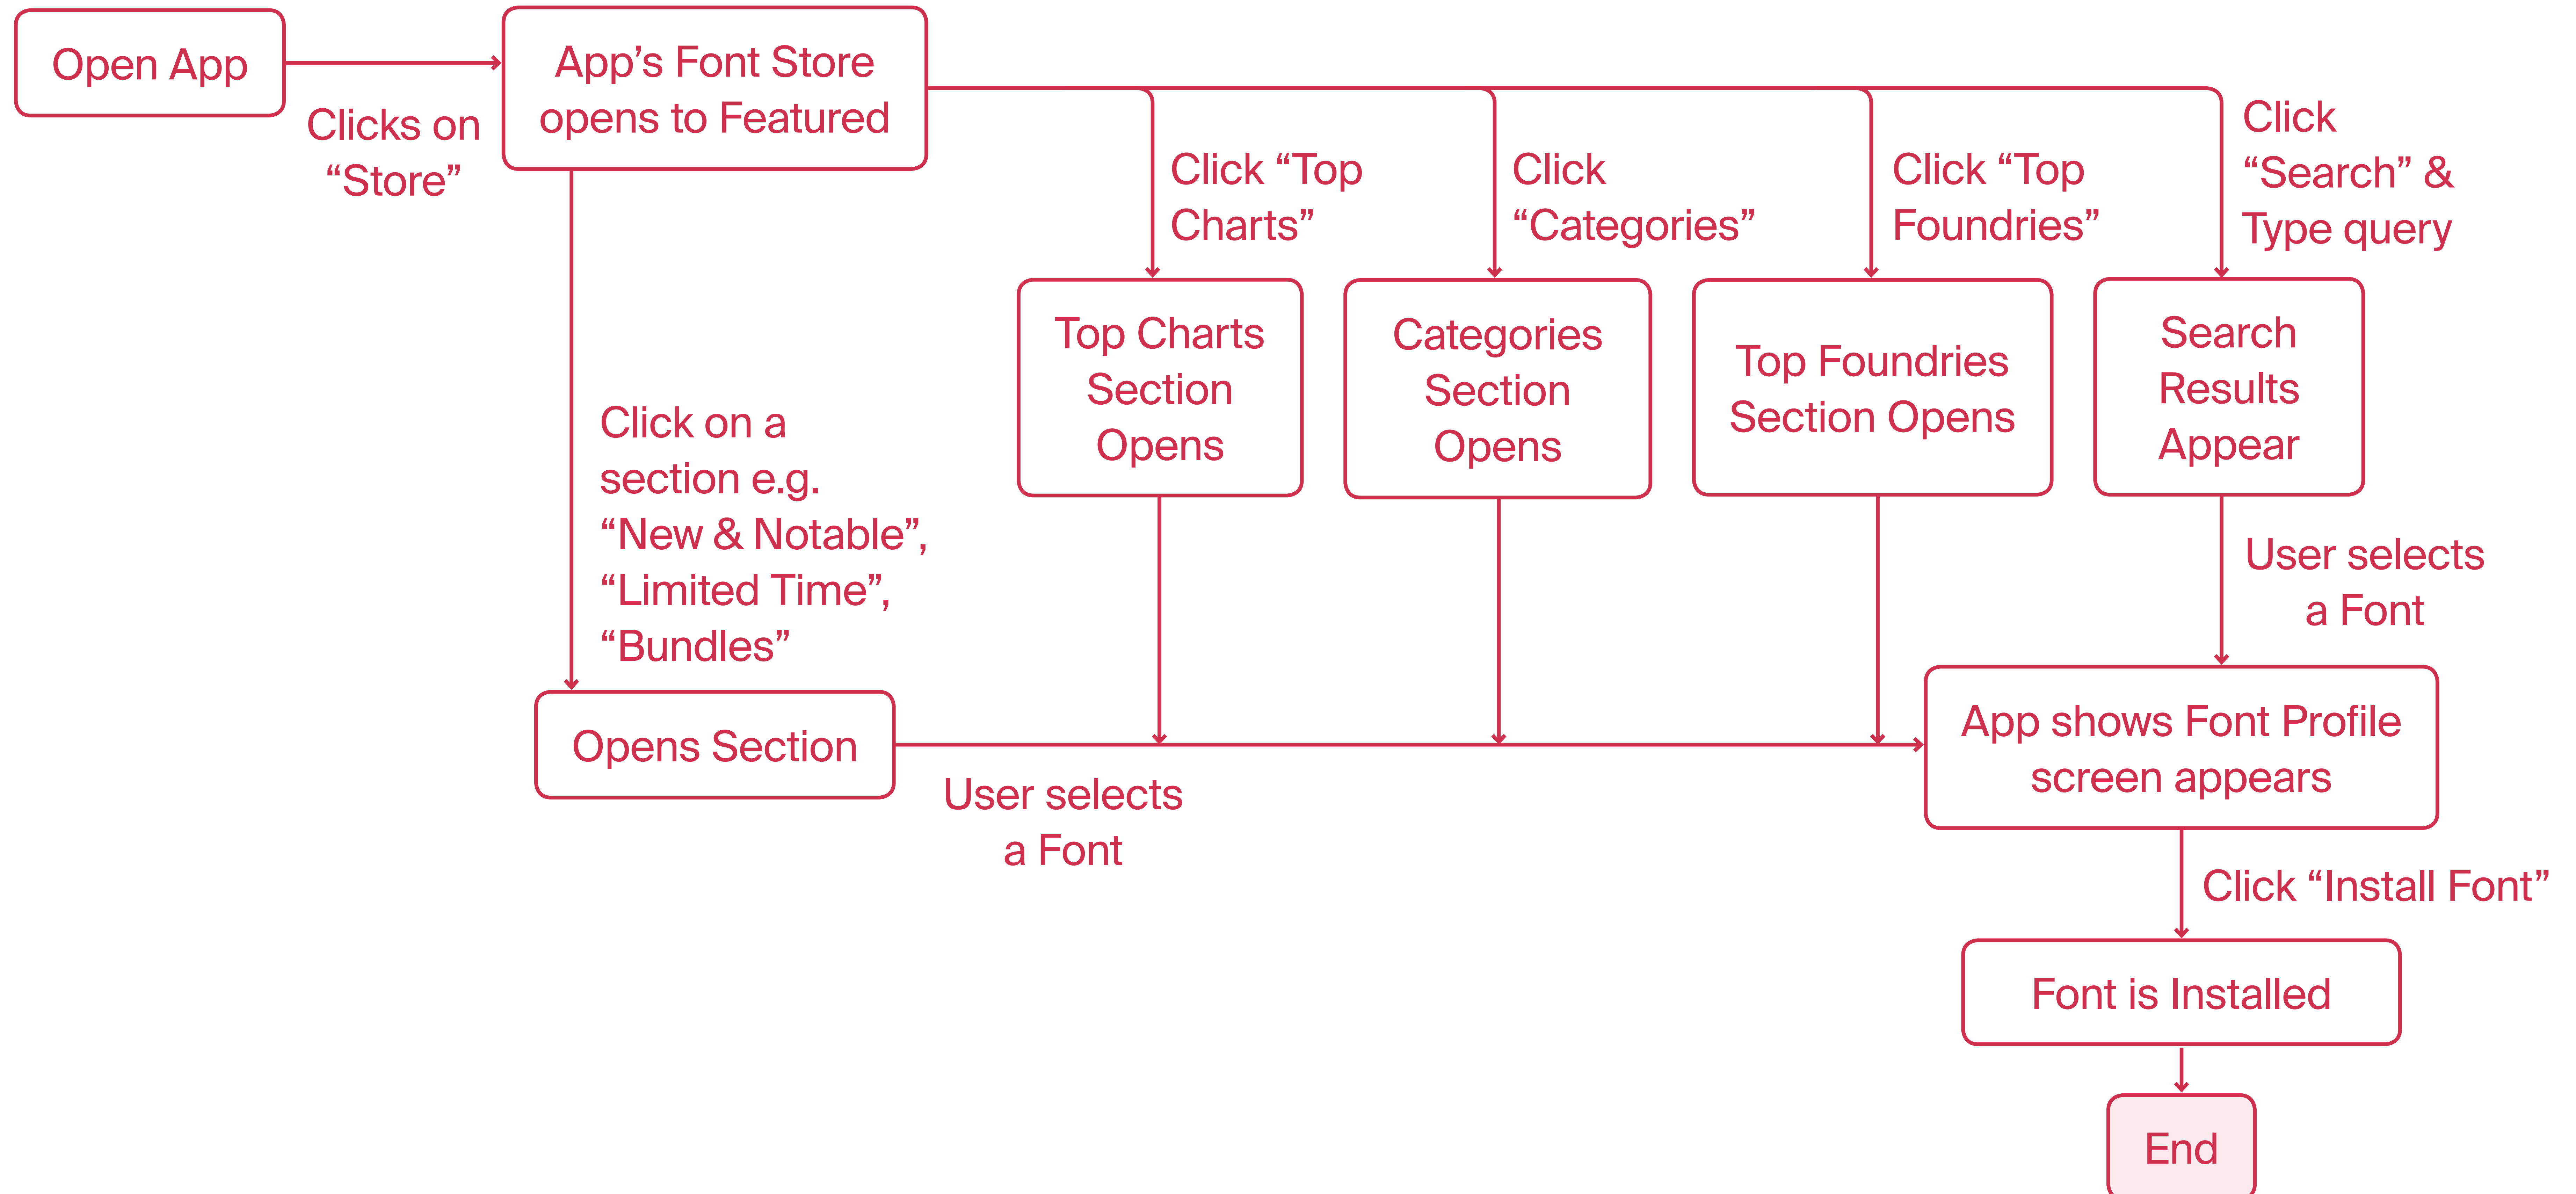 Open App
Clicks on
“Store”
App’s Font Store
opens to Featured
Click “Top
Charts”
Click
“Categories”
Click “Top
Foundries”
Click
“Search” &
Type query
Top Charts
Section
Opens
Categories
Section
Opens
Top Foundries
Section Opens
Search
Results
Appear
Click on a
section e.g.
“New & Notable”,
“Limited Time”,
“Bundles”
User selects
a Font
Opens Section
User selects
a Font
App shows Font Profile
screen appears
Click “Install Font”
Font is Installed
End